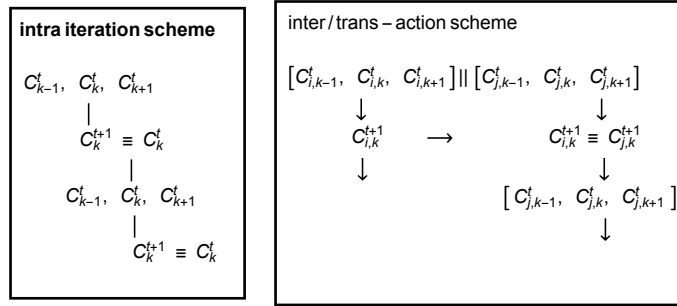 intra iteration scheme
C^t_{k-1}, C^t_k, C^t_{k+1}
|
C^{t+1}_k ≡ C^t_k
|
C^t_{k-1}, C^t_k, C^t_{k+1}
|
C^{t+1}_k ≡ C^t_k
inter / trans – action scheme
[C^t_{i,k-1}, C^t_{i,k}, C^t_{i,k+1}] || [C^t_{j,k-1}, C^t_{j,k}, C^t_{j,k+1}]
↓ ↓
C^{t+1}_{i,k} → C^{t+1}_{i,k} ≡ C^{t+1}_{j,k}
↓ ↓
[C^t_{j,k-1}, C^t_{j,k}, C^t_{j,k+1}]
↓